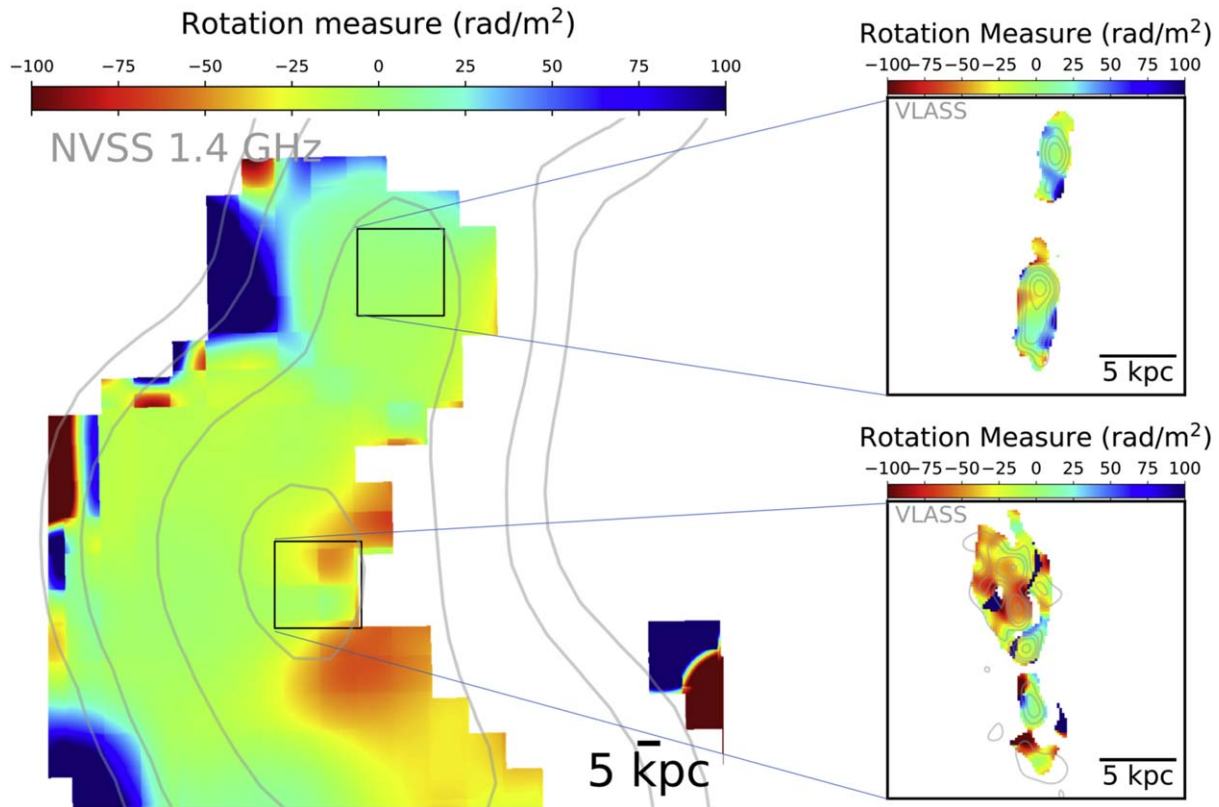 Rotation measure (rad/m²)
−100 −75 −50 −25 0 25 50 75 100
NVSS 1.4 GHz
5 kpc
Rotation Measure (rad/m²)
−100−75 −50 −25 0 25 50 75 100
VLASS
5 kpc
Rotation Measure (rad/m²)
−100−75 −50 −25 0 25 50 75 100
VLASS
5 kpc